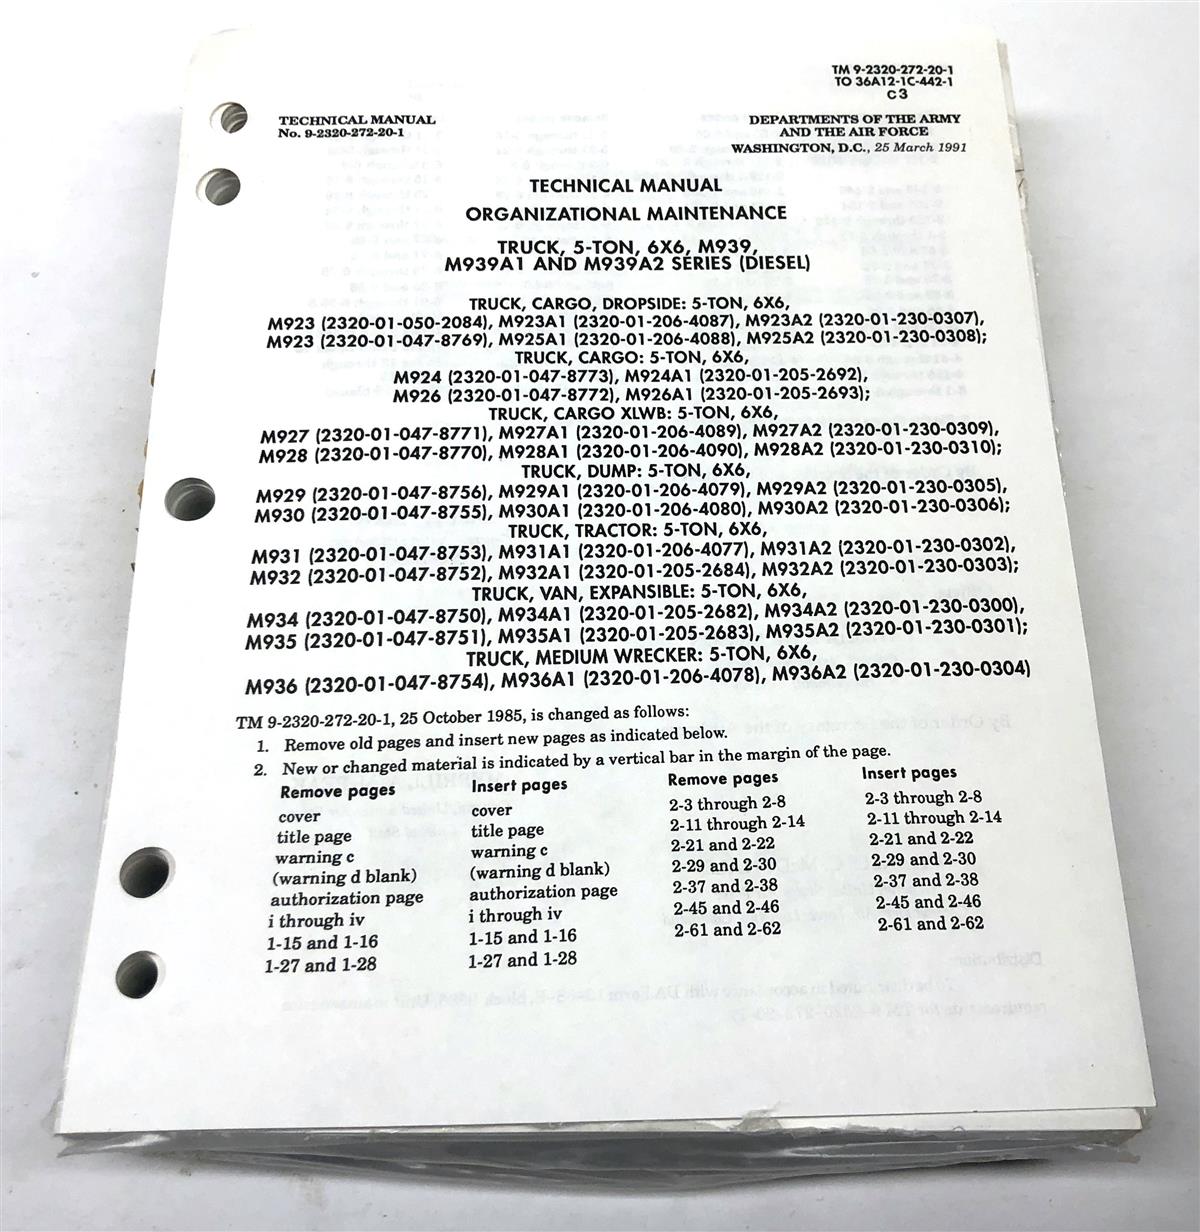 TM 9-2320-272-20-1
TO 36A12-1C-442-1
C 3
TECHNICAL MANUAL
No. 9-2320-272-20-1
DEPARTMENTS OF THE ARMY
AND THE AIR FORCE
WASHINGTON, D.C., 25 March 1991
TECHNICAL MANUAL
ORGANIZATIONAL MAINTENANCE
TRUCK, 5-TON, 6X6, M939,
M939A1 AND M939A2 SERIES (DIESEL)
TRUCK, CARGO, DROPSIDE: 5-TON, 6X6,
M923 (2320-01-050-2084), M923A1 (2320-01-206-4087), M923A2 (2320-01-230-0307),
M923 (2320-01-047-8769), M925A1 (2320-01-206-4088), M925A2 (2320-01-230-0308);
TRUCK, CARGO: 5-TON, 6X6,
M924 (2320-01-047-8773), M924A1 (2320-01-205-2692),
M926 (2320-01-047-8772), M926A1 (2320-01-205-2693);
TRUCK, CARGO XLWB: 5-TON, 6X6,
M927 (2320-01-047-8771), M927A1 (2320-01-206-4089), M927A2 (2320-01-230-0309),
M928 (2320-01-047-8770), M928A1 (2320-01-206-4090), M928A2 (2320-01-230-0310);
TRUCK, DUMP: 5-TON, 6X6,
M929 (2320-01-047-8756), M929A1 (2320-01-206-4079), M929A2 (2320-01-230-0305),
M930 (2320-01-047-8755), M930A1 (2320-01-206-4080), M930A2 (2320-01-230-0306);
TRUCK, TRACTOR: 5-TON, 6X6,
M931 (2320-01-047-8753), M931A1 (2320-01-206-4077), M931A2 (2320-01-230-0302),
M932 (2320-01-047-8752), M932A1 (2320-01-205-2684), M932A2 (2320-01-230-0303);
TRUCK, VAN, EXPANSIBLE: 5-TON, 6X6,
M934 (2320-01-047-8750), M934A1 (2320-01-205-2682), M934A2 (2320-01-230-0300),
M935 (2320-01-047-8751), M935A1 (2320-01-205-2683), M935A2 (2320-01-230-0301);
TRUCK, MEDIUM WRECKER: 5-TON, 6X6,
M936 (2320-01-047-8754), M936A1 (2320-01-206-4078), M936A2 (2320-01-230-0304)
TM 9-2320-272-20-1, 25 October 1985, is changed as follows:
1. Remove old pages and insert new pages as indicated below.
2. New or changed material is indicated by a vertical bar in the margin of the page.
Remove pages Insert pages Remove pages Insert pages
cover cover 2-3 through 2-8 2-3 through 2-8
title page title page 2-11 through 2-14 2-11 through 2-14
warning c warning c 2-21 and 2-22 2-21 and 2-22
(warning d blank) (warning d blank) 2-29 and 2-30 2-29 and 2-30
authorization page authorization page 2-37 and 2-38 2-37 and 2-38
i through iv i through iv 2-45 and 2-46 2-45 and 2-46
1-15 and 1-16 1-15 and 1-16 2-61 and 2-62 2-61 and 2-62
1-27 and 1-28 1-27 and 1-28